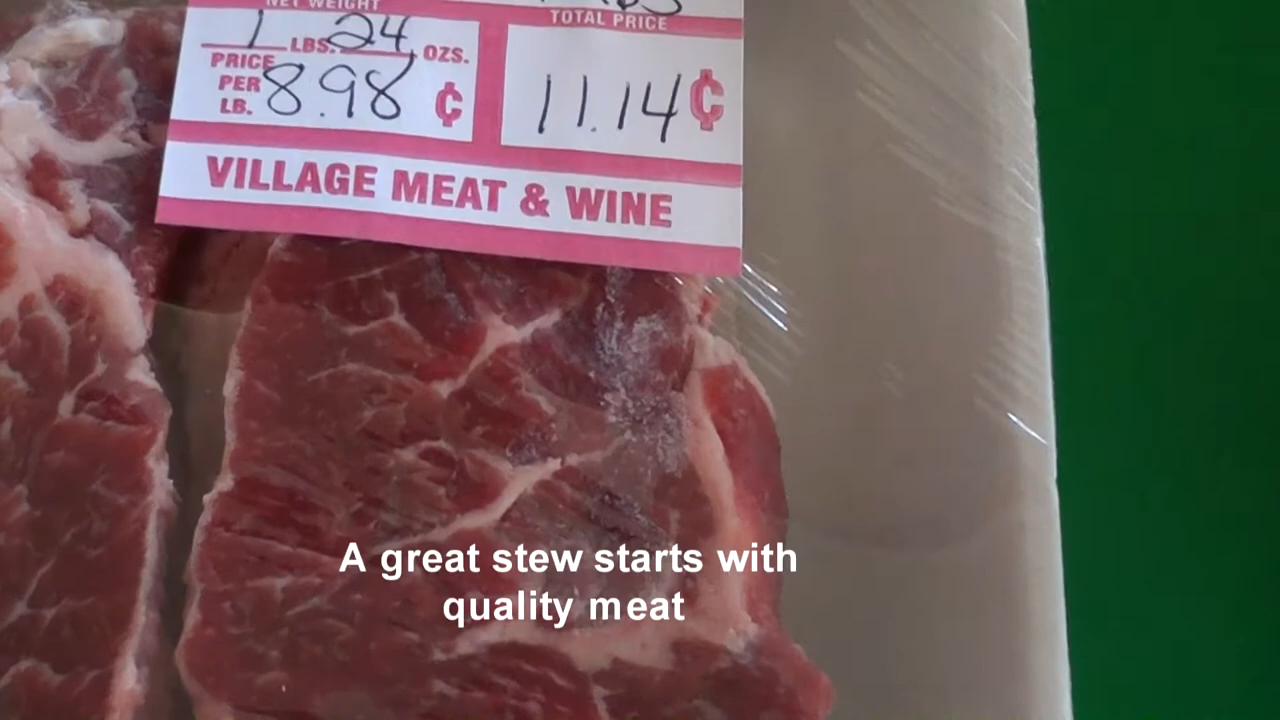 NET WEIGHT
TOTAL PRICE
1 LBS. 24 OZS.
PRICE PER LB. 8.98 ¢
11.14 ¢
VILLAGE MEAT & WINE
A great stew starts with
quality meat